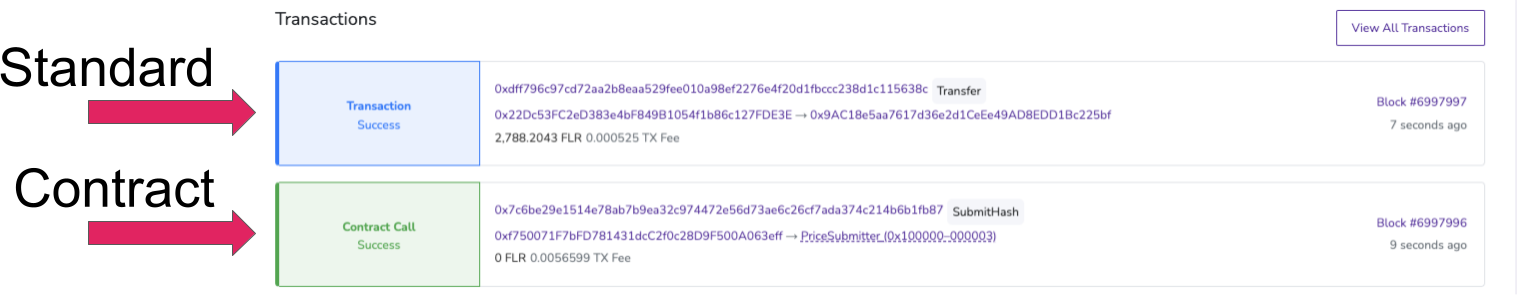 Transactions
View All Transactions
Standard
Transaction
Success
0xdff796c97cd72aa2b8eaa529fee010a98ef2276e4f20d1fbccc238d1c115638c Transfer
0x22Dc53FC2eD383e4bF849B1054f1b86c127FDE3E → 0x9AC18e5aa7617d36e2d1CeEe49AD8EDD1Bc225bf
2,788.2043 FLR 0.000525 TX Fee
Block #6997997
7 seconds ago
Contract
Contract Call
Success
0x7c6be29e1514e78ab7b9ea32c974472e56d73ae6c26cf7ada374c214b6b1fb87 SubmitHash
0xf750071F7bFD781431dcC2f0c28D9F500A063eff → PriceSubmitter (0x100000–000003)
0 FLR 0.0056599 TX Fee
Block #6997996
9 seconds ago